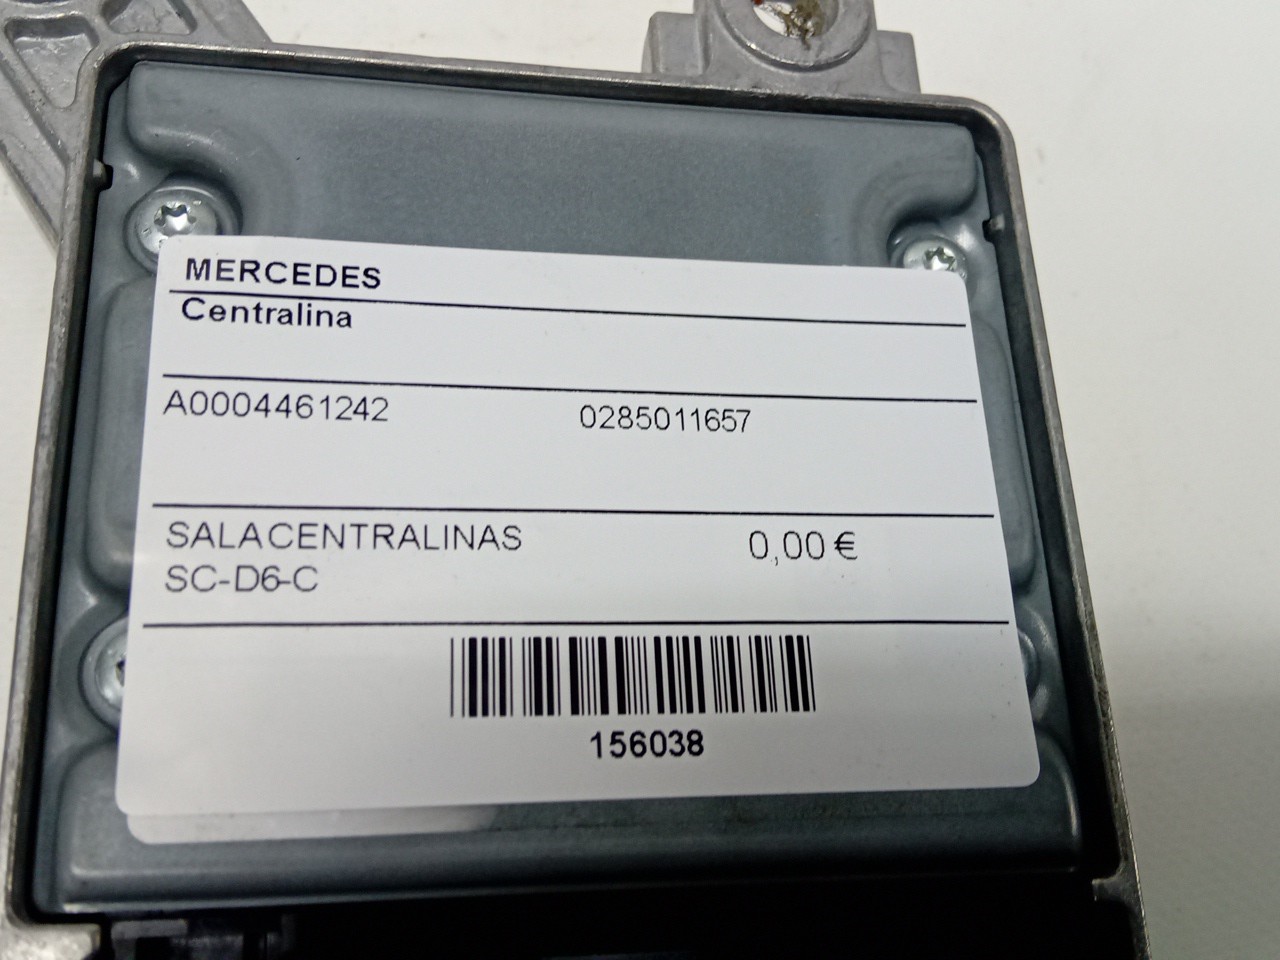 MERCEDES
Centralina
A0004461242 0285011657
SALACENTRALINAS 0,00 €
SC-D6-C
156038